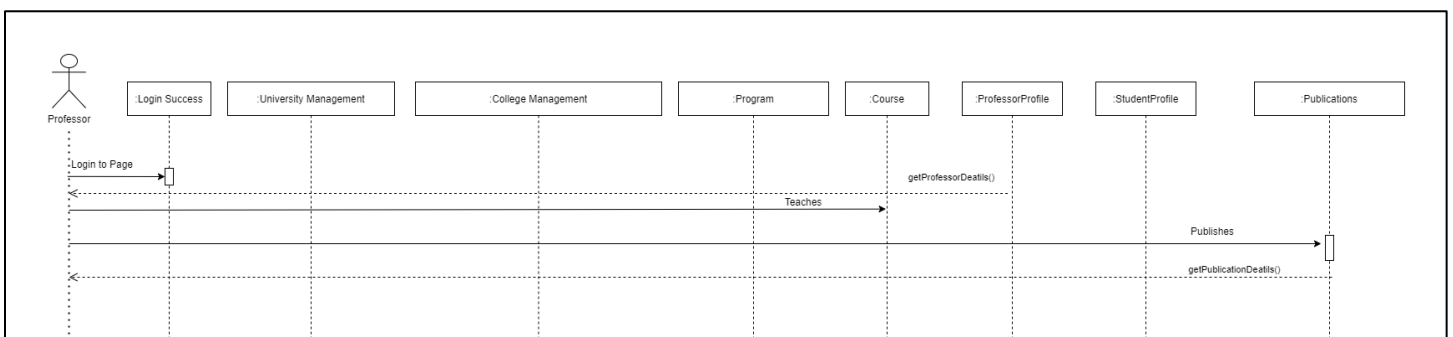 :Login Success
:University Management
:College Management
:Program
:Course
:ProfessorProfile
:StudentProfile
:Publications
Professor
Login to Page
getProfessorDeatils()
Teaches
Publishes
getPublicationDeatils()